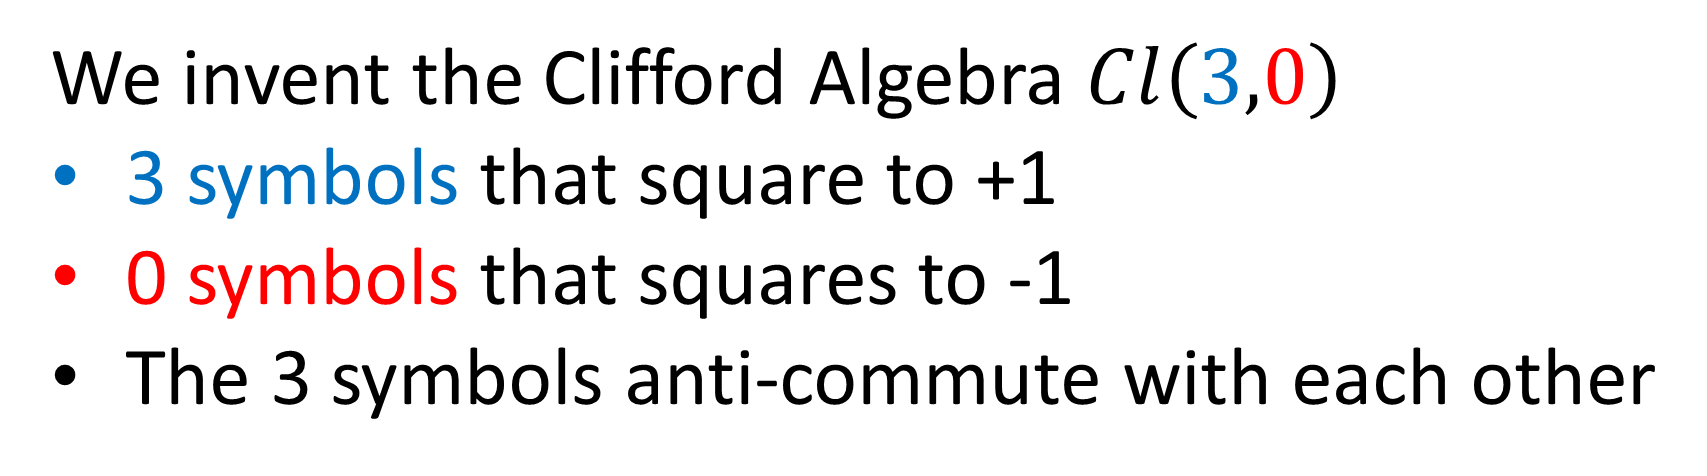 We invent the Clifford Algebra Cl(3,0)
• 3 symbols that square to +1
• 0 symbols that squares to -1
• The 3 symbols anti-commute with each other